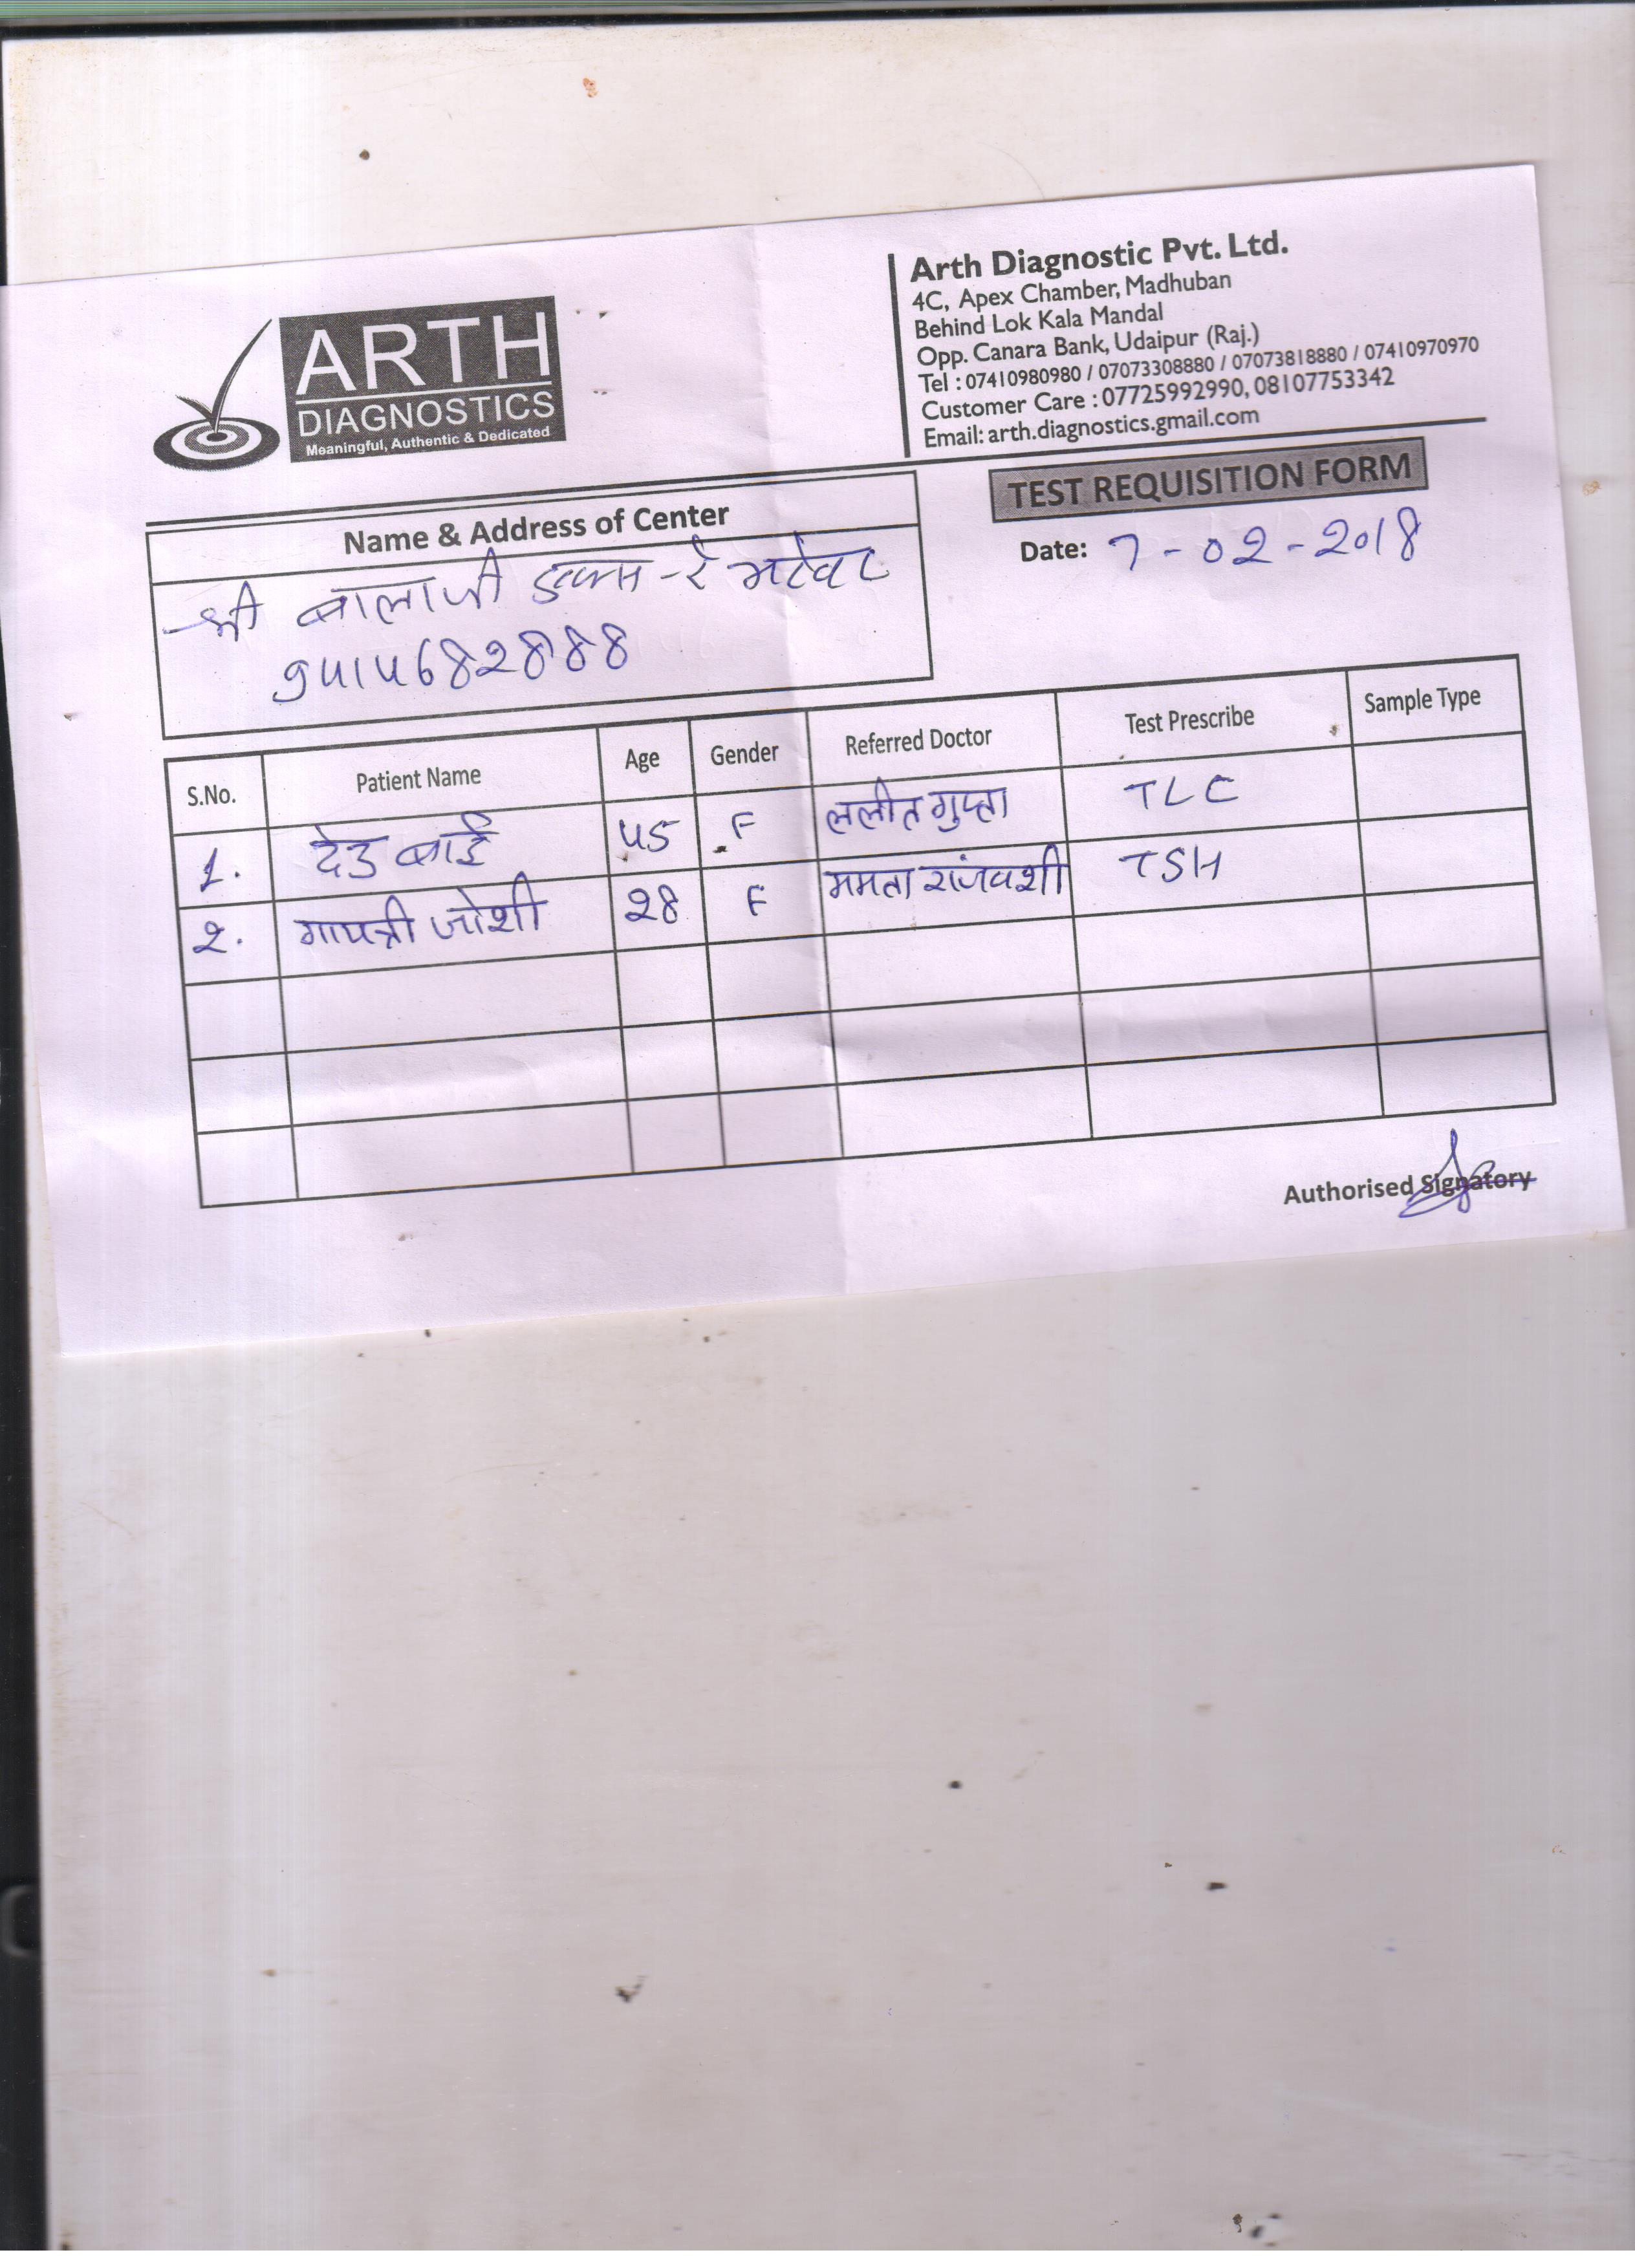 ARTH
DIAGNOSTICS
Meaningful, Authentic & Dedicated
Arth Diagnostic Pvt. Ltd.
4C, Apex Chamber, Madhuban
Behind Lok Kala Mandal
Opp. Canara Bank, Udaipur (Raj.)
Tel : 07410980980 / 07073308880 / 07073818880 / 07410970970
Customer Care : 07725992990, 08107753342
Email: arth.diagnostics.gmail.com
TEST REQUISITION FORM
Date: 7-02-2018
Name & Address of Center
श्री बालाजी एक्स-रे भटेवर
9414682888
S.No. Patient Name Age Gender Referred Doctor Test Prescribe Sample Type
1. देउ बाई 45 F ललीत गुप्ता TLC
2. गायत्री जोशी 28 F ममता TSH
Authorised Signatory